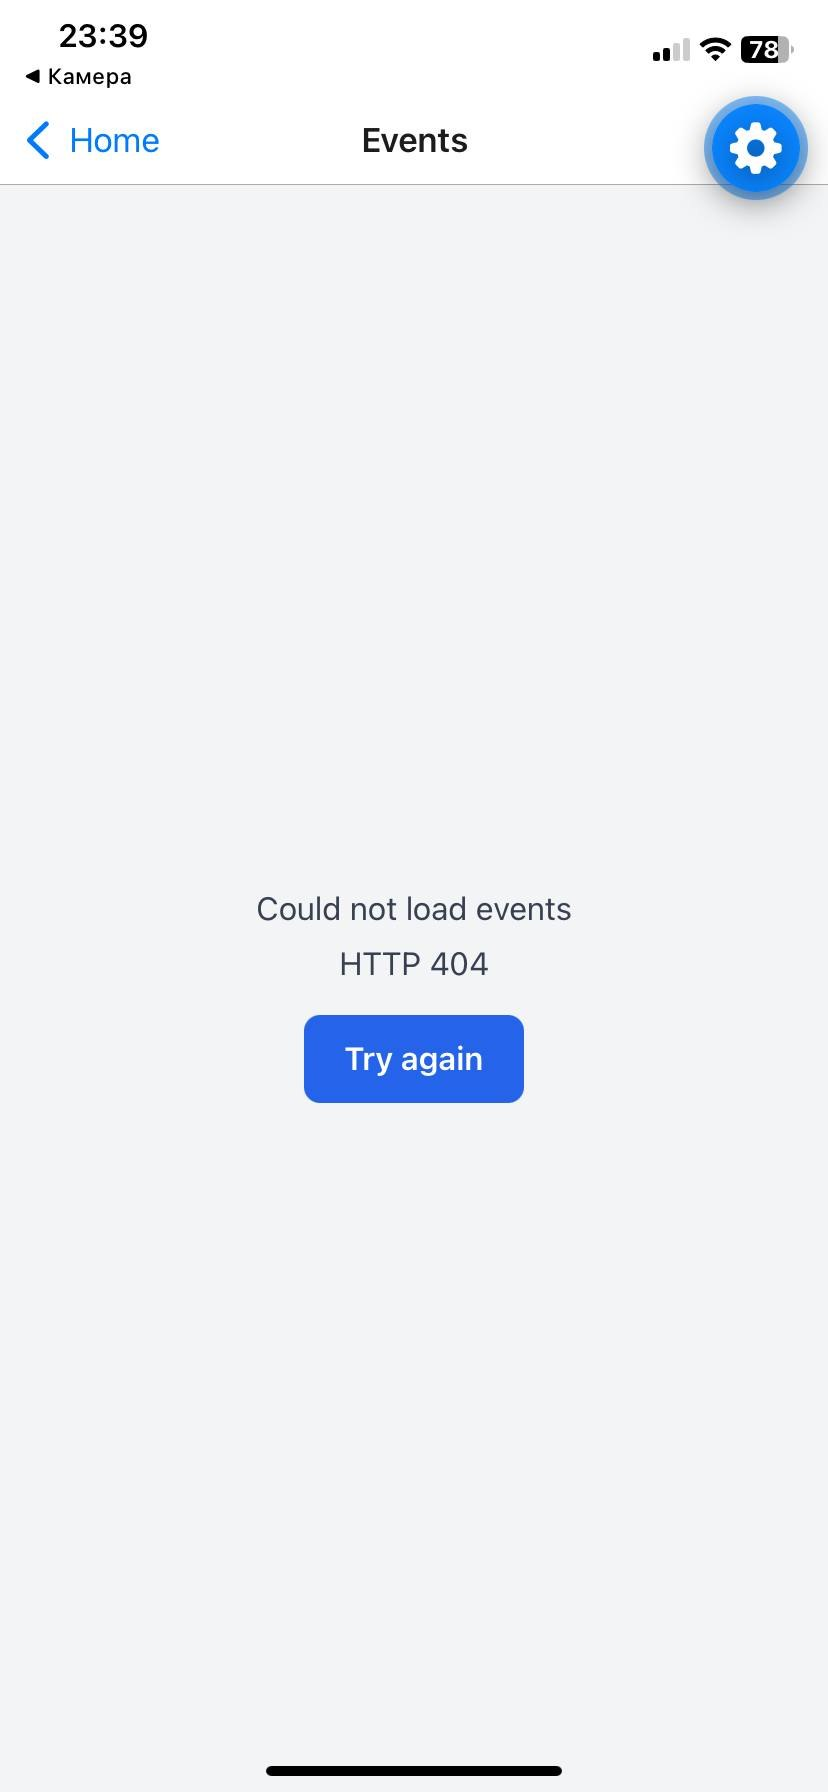 23:39
78
◀ Камера
Home
Events
Could not load events
HTTP 404
Try again